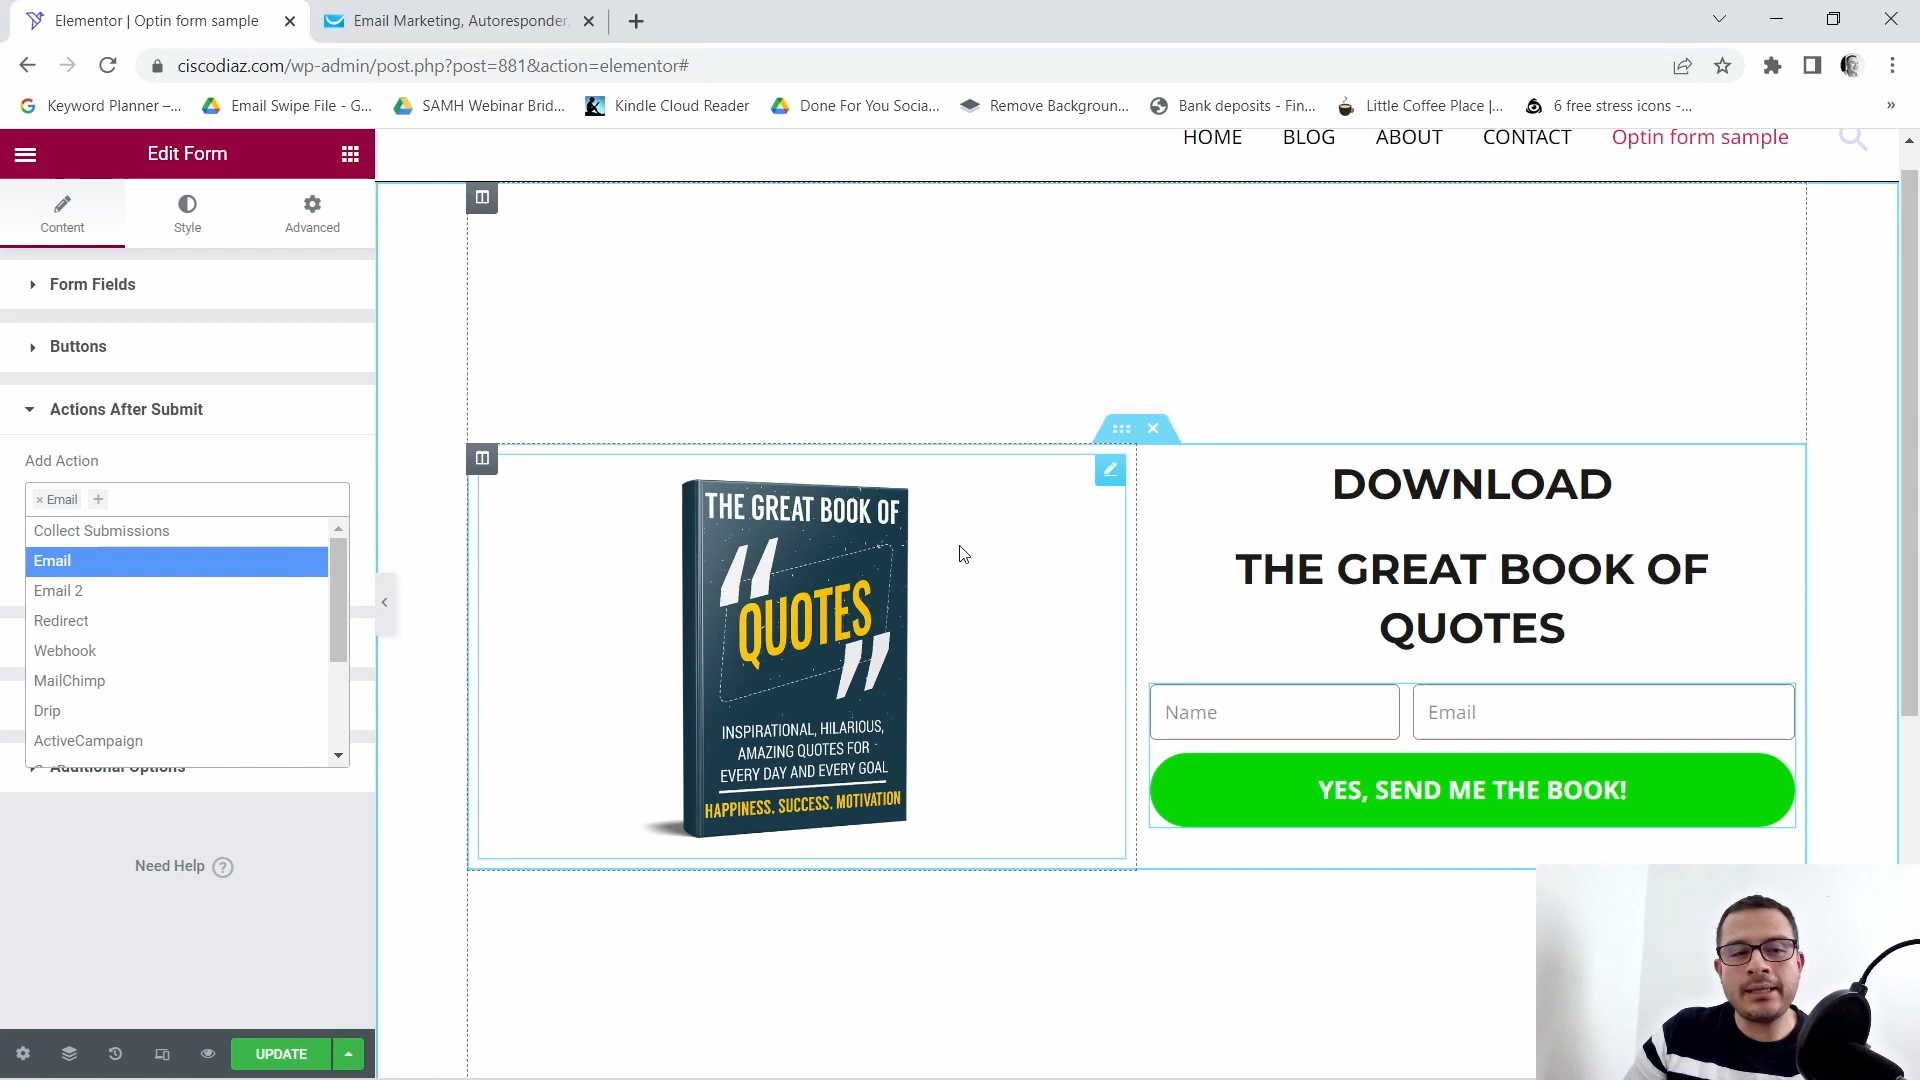 Elementor | Optin form sample
Email Marketing, Autoresponder,
ciscodiaz.com/wp-admin/post.php?post=881&action=elementor#
Keyword Planner –...
Email Swipe File - G...
SAMH Webinar Brid...
Kindle Cloud Reader
Done For You Socia...
Remove Backgroun...
Bank deposits - Fin...
Little Coffee Place |...
6 free stress icons -...
»
Edit Form
Content
Style
Advanced
Form Fields
Buttons
Actions After Submit
Add Action
× Email +
Collect Submissions
Email
Email 2
Redirect
Webhook
MailChimp
Drip
ActiveCampaign
Additional Options
Need Help ?
UPDATE
HOME
BLOG
ABOUT
CONTACT
Optin form sample
THE GREAT BOOK OF
"
QUOTES
"
INSPIRATIONAL, HILARIOUS,
AMAZING QUOTES FOR
EVERY DAY AND EVERY GOAL
HAPPINESS. SUCCESS. MOTIVATION
DOWNLOAD
THE GREAT BOOK OF
QUOTES
Name
Email
YES, SEND ME THE BOOK!